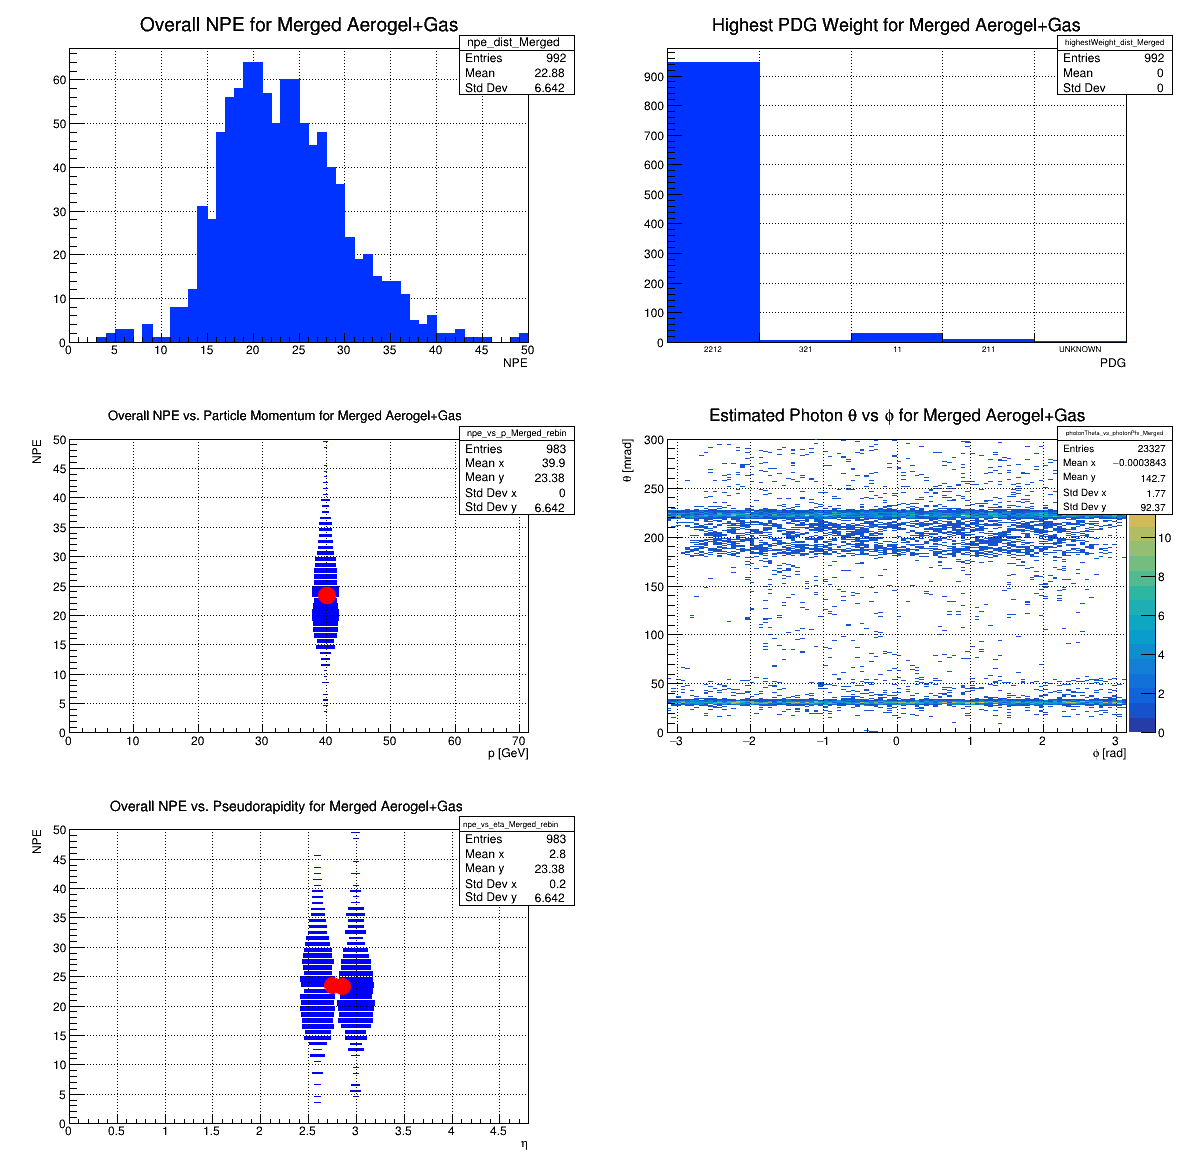 Overall NPE for Merged Aerogel+Gas
npe_dist_Merged
Entries 992
Mean 22.88
Std Dev 6.642
60
50
40
30
20
10
0
0 5 10 15 20 25 30 35 40 45 50
NPE
Highest PDG Weight for Merged Aerogel+Gas
highestWeight_dist_Merged
Entries 992
Mean 0
Std Dev 0
900
800
700
600
500
400
300
200
100
0
2212 321 11 211 UNKNOWN
PDG
Overall NPE vs. Particle Momentum for Merged Aerogel+Gas
npe_vs_p_Merged_rebin
Entries 983
Mean x 39.9
Mean y 23.38
Std Dev x 0
Std Dev y 6.642
NPE
50
45
40
35
30
25
20
15
10
5
0
0 10 20 30 40 50 60 70
p [GeV]
Estimated Photon θ vs ϕ for Merged Aerogel+Gas
photonTheta_vs_photonPhi_Merged
Entries 23327
Mean x −0.0003843
Mean y 142.7
Std Dev x 1.77
Std Dev y 92.37
θ [mrad]
300
250
200
150
100
50
0
−3 −2 −1 0 1 2 3
ϕ [rad]
10
8
6
4
2
0
Overall NPE vs. Pseudorapidity for Merged Aerogel+Gas
npe_vs_eta_Merged_rebin
Entries 983
Mean x 2.8
Mean y 23.38
Std Dev x 0.2
Std Dev y 6.642
NPE
50
45
40
35
30
25
20
15
10
5
0
0 0.5 1 1.5 2 2.5 3 3.5 4 4.5
η